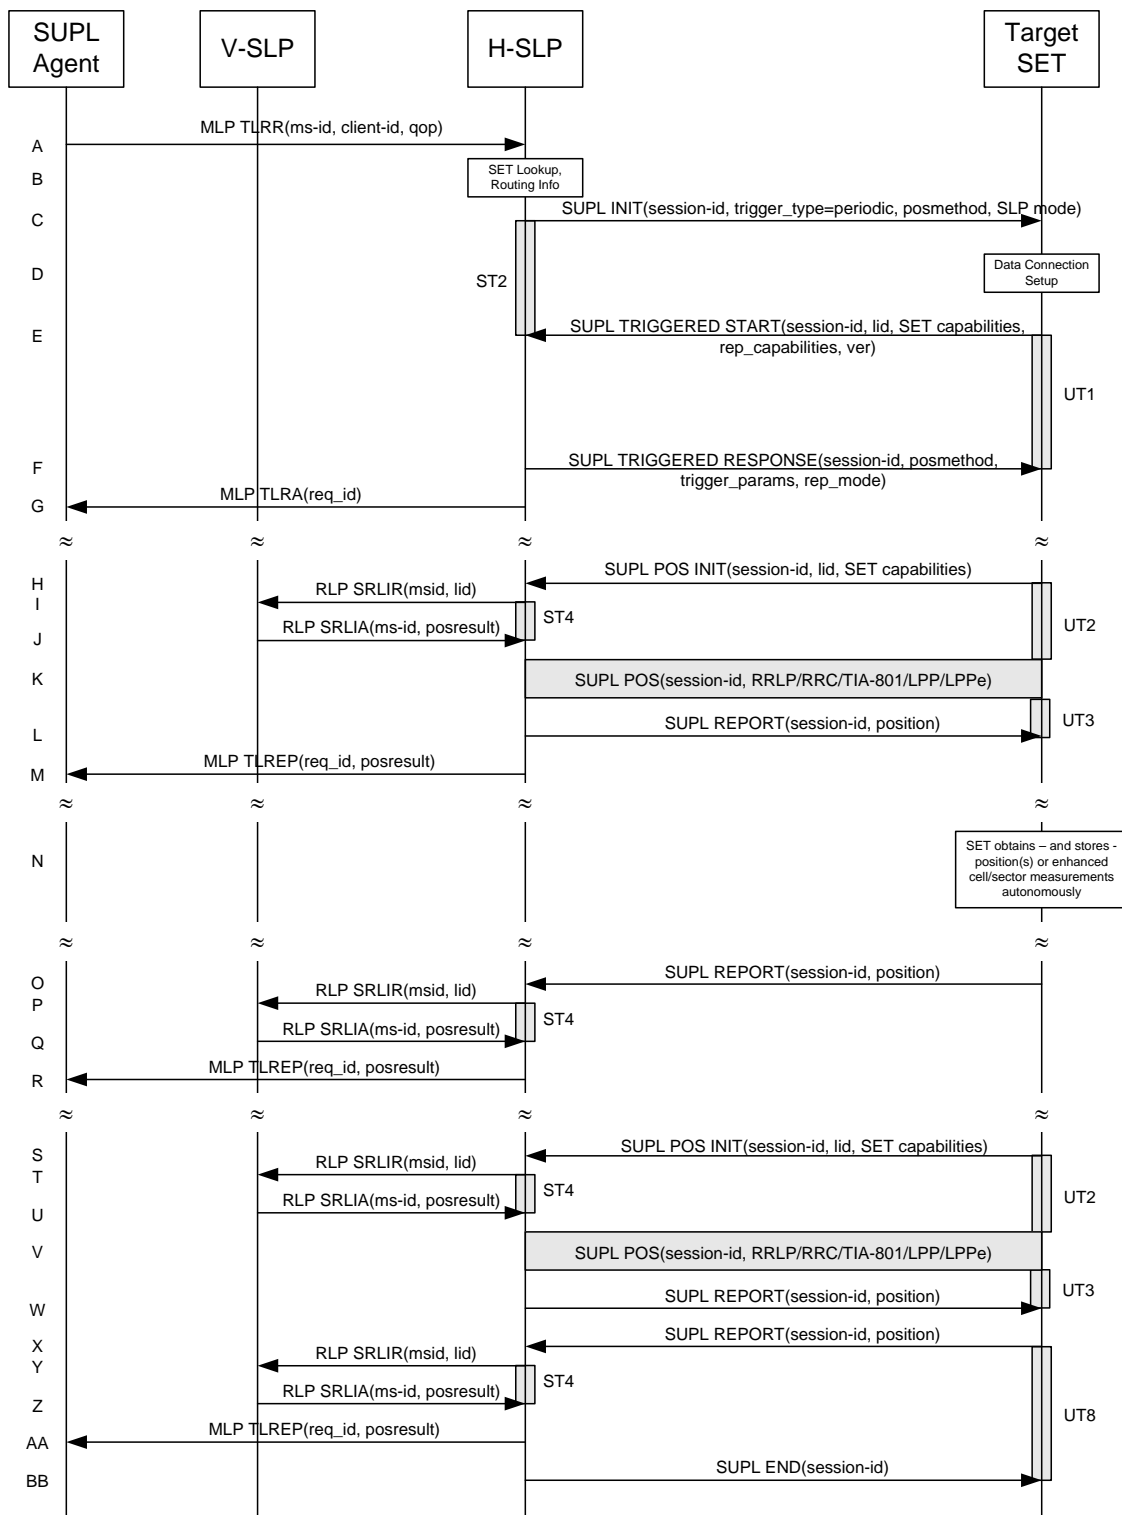 SUPL
Agent
V-SLP
H-SLP
Target
SET
MLP TLRR(ms-id, client-id, qop)
A
SET Lookup,
Routing Info
B
C
SUPL INIT(session-id, trigger_type=periodic, posmethod, SLP mode)
D
ST2
Data Connection
Setup
E
SUPL TRIGGERED START(session-id, lid, SET capabilities,
rep_capabilities, ver)
UT1
F
SUPL TRIGGERED RESPONSE(session-id, posmethod,
trigger_params, rep_mode)
G
MLP TLRA(req_id)
≈ ≈ ≈ ≈
H
SUPL POS INIT(session-id, lid, SET capabilities)
I
RLP SRLIR(msid, lid)
ST4
UT2
J
RLP SRLIA(ms-id, posresult)
K
SUPL POS(session-id, RRLP/RRC/TIA-801/LPP/LPPe)
UT3
L
SUPL REPORT(session-id, position)
M
MLP TLREP(req_id, posresult)
≈ ≈ ≈ ≈
N
SET obtains – and stores -
position(s) or enhanced
cell/sector measurements
autonomously
≈ ≈ ≈ ≈
O
SUPL REPORT(session-id, position)
P
RLP SRLIR(msid, lid)
ST4
Q
RLP SRLIA(ms-id, posresult)
R
MLP TLREP(req_id, posresult)
≈ ≈ ≈ ≈
S
SUPL POS INIT(session-id, lid, SET capabilities)
T
RLP SRLIR(msid, lid)
ST4
UT2
U
RLP SRLIA(ms-id, posresult)
V
SUPL POS(session-id, RRLP/RRC/TIA-801/LPP/LPPe)
UT3
W
SUPL REPORT(session-id, position)
X
SUPL REPORT(session-id, position)
Y
RLP SRLIR(msid, lid)
ST4
Z
RLP SRLIA(ms-id, posresult)
UT8
AA
MLP TLREP(req_id, posresult)
BB
SUPL END(session-id)